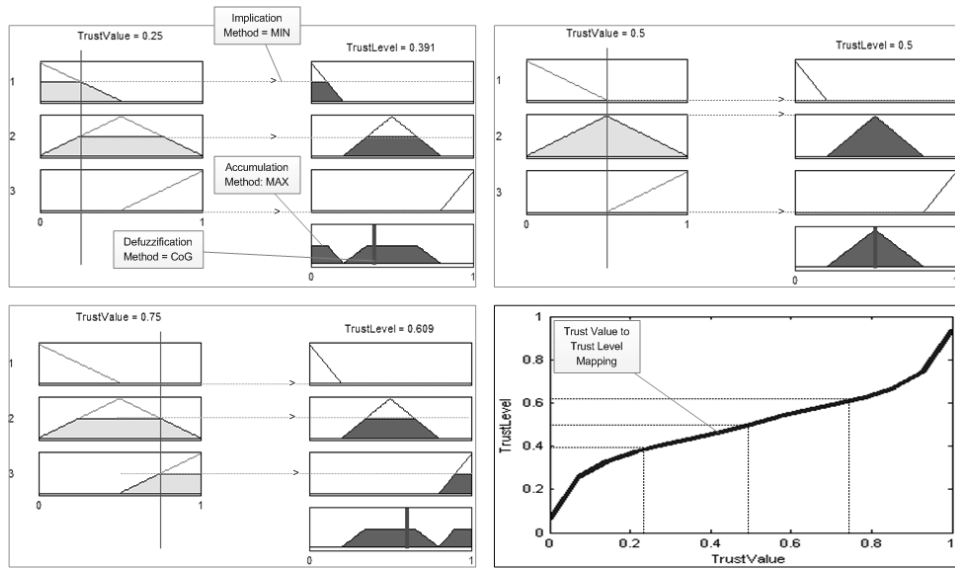 Implication
Method = MIN
TrustValue = 0.25
TrustLevel = 0.391
1
2
3
>
>
>
Accumulation
Method: MAX
Defuzzification
Method = CoG
0
1
0
1
TrustValue = 0.5
TrustLevel = 0.5
1
2
3
>
>
>
0
1
0
1
TrustValue = 0.75
TrustLevel = 0.609
1
2
3
>
>
>
0
1
0
1
Trust Value to
Trust Level
Mapping
TrustLevel
1
0.8
0.6
0.4
0.2
0
0
0.2
0.4
0.6
0.8
1
TrustValue